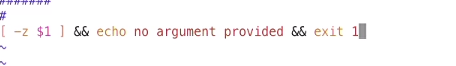 #######
#
[ -z $1 ] && echo no argument provided && exit 1
~
~